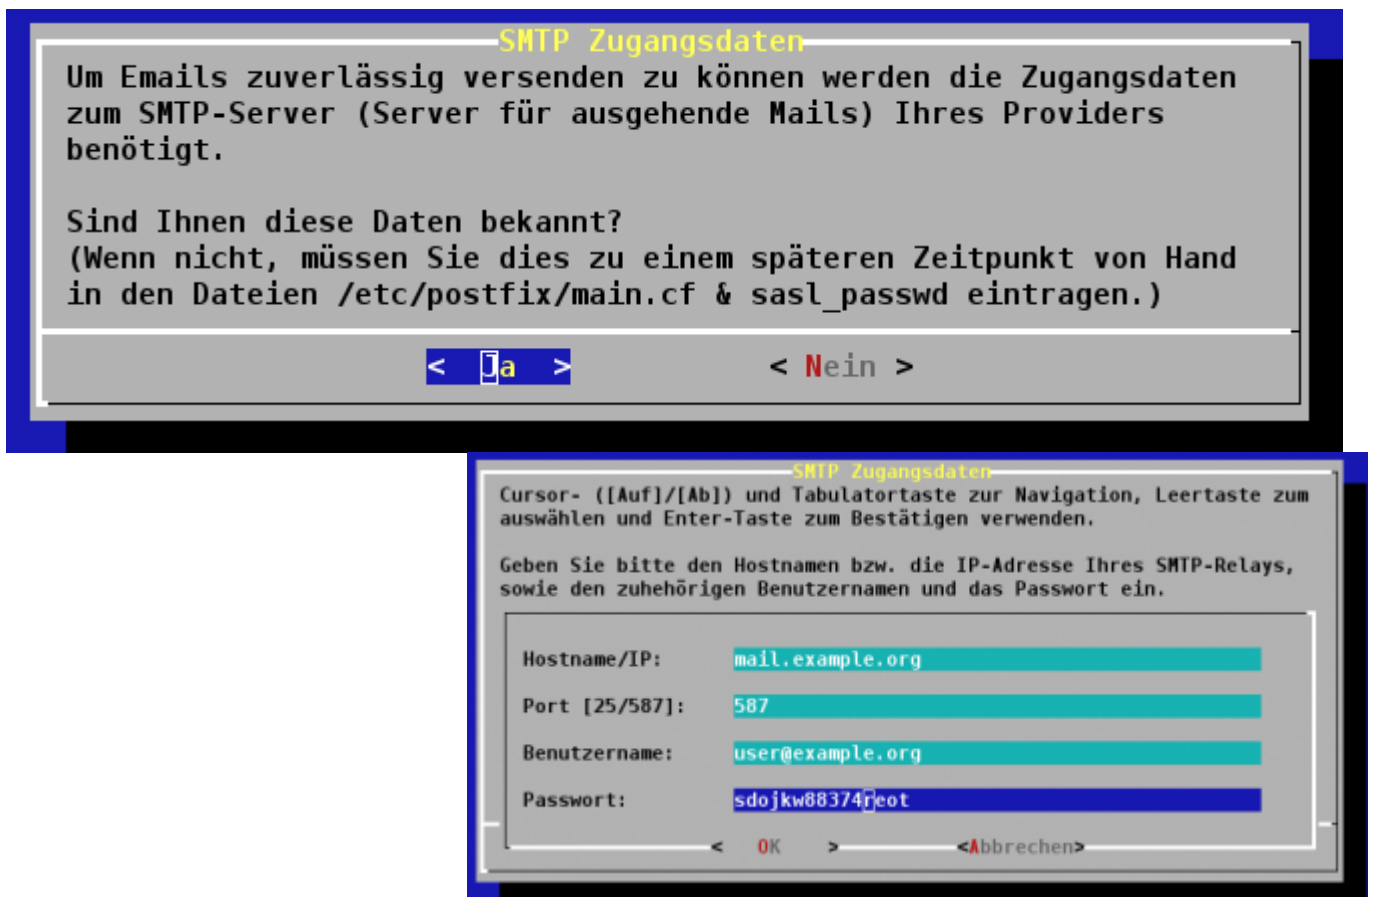 SMTP Zugangsdaten
Um Emails zuverlässig versenden zu können werden die Zugangsdaten
zum SMTP-Server (Server für ausgehende Mails) Ihres Providers
benötigt.
Sind Ihnen diese Daten bekannt?
(Wenn nicht, müssen Sie dies zu einem späteren Zeitpunkt von Hand
in den Dateien /etc/postfix/main.cf & sasl_passwd eintragen.)
< Ja > < Nein >
SMTP Zugangsdaten
Cursor- ([Auf]/[Ab]) und Tabulatortaste zur Navigation, Leertaste zum
auswählen und Enter-Taste zum Bestätigen verwenden.
Geben Sie bitte den Hostnamen bzw. die IP-Adresse Ihres SMTP-Relays,
sowie den zuhehörigen Benutzernamen und das Passwort ein.
Hostname/IP: mail.example.org
Port [25/587]: 587
Benutzername: user@example.org
Passwort: sdojkw88374reot
< OK > <Abbrechen>